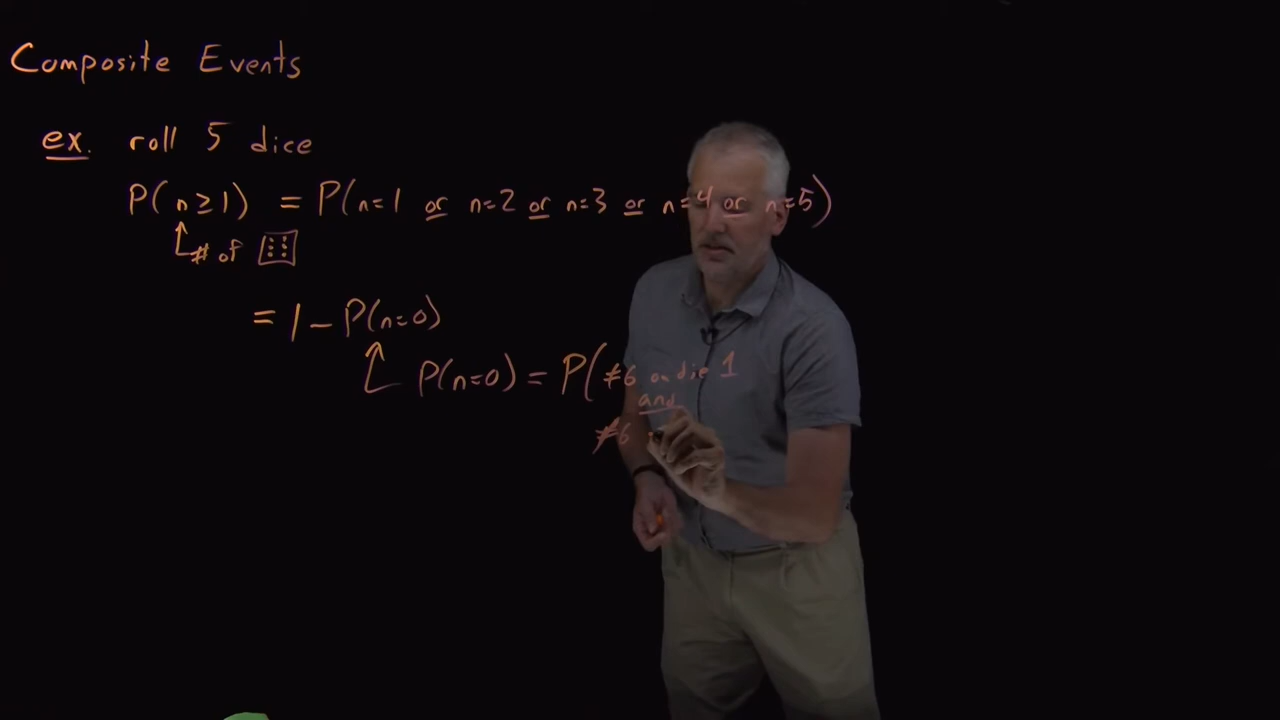 Composite Events
ex. roll 5 dice
P(n≥1) = P(n=1 or n=2 or n=3 or n=4 or n=5)
# of ⚅
= 1 - P(n=0)
P(n=0) = P(≠6 on die 1
and
≠6